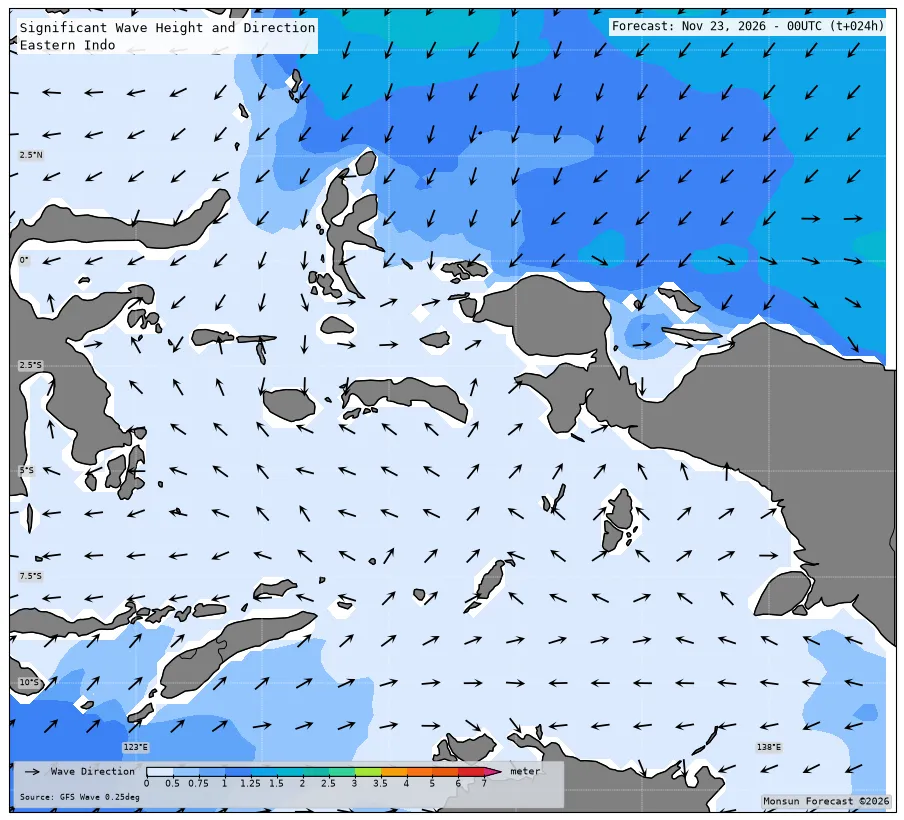 Significant Wave Height and Direction
Eastern Indo
Forecast: Nov 23, 2026 - 00UTC (t+024h)
2.5°N
0°
2.5°S
5°S
7.5°S
10°S
123°E
138°E
Wave Direction
0 0.5 0.75 1 1.25 1.5 2 2.5 3 3.5 4 5 6 7
meter
Source: GFS Wave 0.25deg
Monsun Forecast ©2026